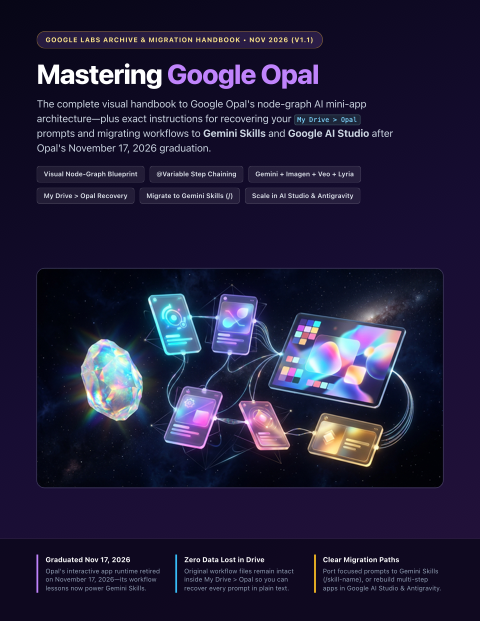 GOOGLE LABS ARCHIVE & MIGRATION HANDBOOK • NOV 2026 (V1.1)
Mastering Google Opal
The complete visual handbook to Google Opal's node-graph AI mini-app
architecture—plus exact instructions for recovering your My Drive > Opal
prompts and migrating workflows to Gemini Skills and Google AI Studio after
Opal's November 17, 2026 graduation.
Visual Node-Graph Blueprint
@Variable Step Chaining
Gemini + Imagen + Veo + Lyria
My Drive > Opal Recovery
Migrate to Gemini Skills (/)
Scale in AI Studio & Antigravity
Graduated Nov 17, 2026
Opal's interactive app runtime retired
on November 17, 2026—its workflow
lessons now power Gemini Skills.
Zero Data Lost in Drive
Original workflow files remain intact
inside My Drive > Opal so you can
recover every prompt in plain text.
Clear Migration Paths
Port focused prompts to Gemini Skills
(/skill-name), or rebuild multi-step
apps in Google AI Studio & Antigravity.